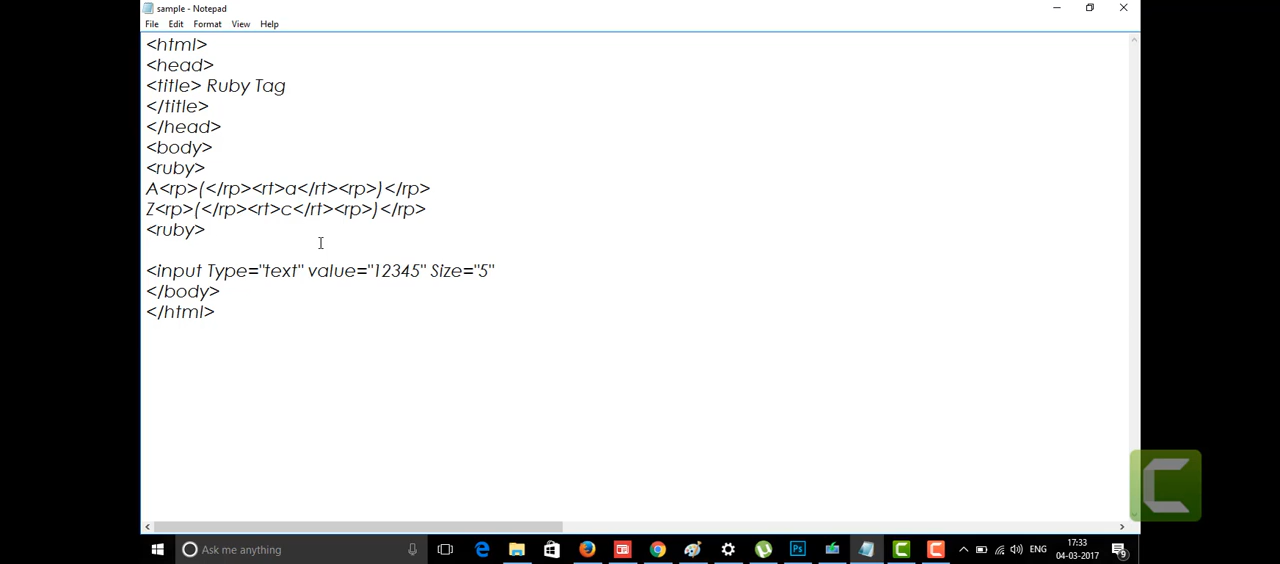 sample - Notepad
File Edit Format View Help
<html>
<head>
<title> Ruby Tag
</title>
</head>
<body>
<ruby>
A<rp>(</rp><rt>a</rt><rp>)</rp>
Z<rp>(</rp><rt>c</rt><rp>)</rp>
<ruby>
<input Type="text" value="12345" Size="5"
</body>
</html>
Ask me anything
ENG
17:33
04-03-2017
9